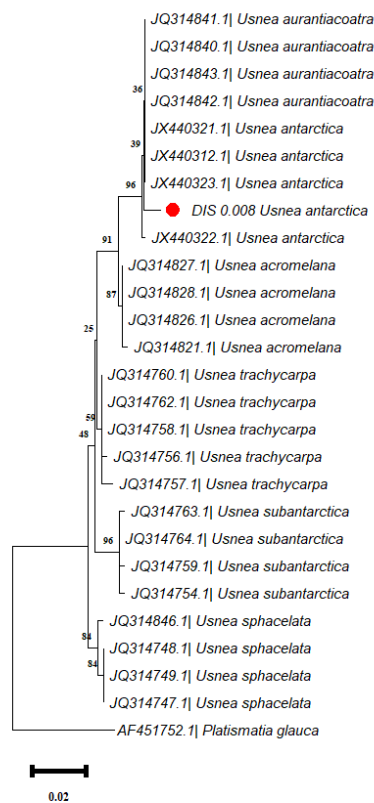 JQ314841.1| Usnea aurantiacoatra
JQ314840.1| Usnea aurantiacoatra
JQ314843.1| Usnea aurantiacoatra
36
JQ314842.1| Usnea aurantiacoatra
JX440321.1| Usnea antarctica
39
JX440312.1| Usnea antarctica
JX440323.1| Usnea antarctica
96
DIS 0.008 Usnea antarctica
JX440322.1| Usnea antarctica
91
JQ314827.1| Usnea acromelana
JQ314828.1| Usnea acromelana
87
JQ314826.1| Usnea acromelana
25
JQ314821.1| Usnea acromelana
JQ314760.1| Usnea trachycarpa
JQ314762.1| Usnea trachycarpa
59
JQ314758.1| Usnea trachycarpa
48
JQ314756.1| Usnea trachycarpa
JQ314757.1| Usnea trachycarpa
JQ314763.1| Usnea subantarctica
96
JQ314764.1| Usnea subantarctica
JQ314759.1| Usnea subantarctica
JQ314754.1| Usnea subantarctica
JQ314846.1| Usnea sphacelata
84
JQ314748.1| Usnea sphacelata
84
JQ314749.1| Usnea sphacelata
JQ314747.1| Usnea sphacelata
AF451752.1| Platismatia glauca
0.02